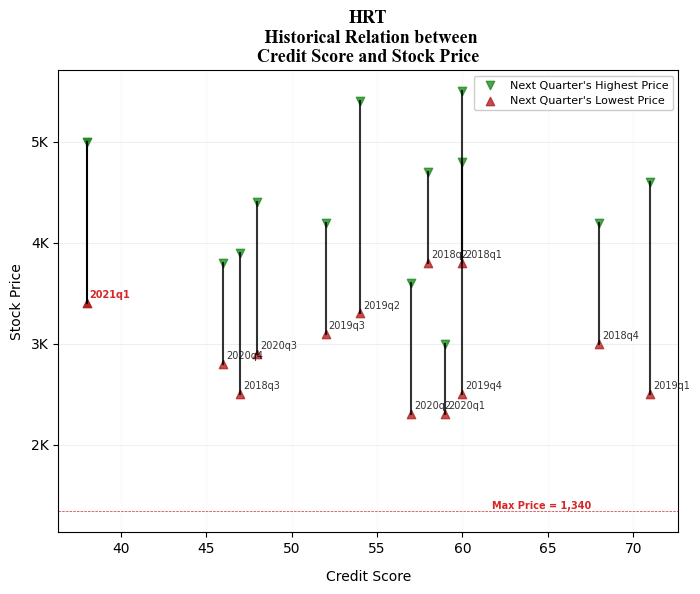 HRT
Historical Relation between
Credit Score and Stock Price
Next Quarter's Highest Price
Next Quarter's Lowest Price
5K
4K
3K
2K
Stock Price
2021q1
2020q4
2018q3
2020q3
2019q3
2019q2
2018q2
2018q1
2020q2
2020q1
2019q4
2018q4
2019q1
Max Price = 1,340
40
45
50
55
60
65
70
Credit Score